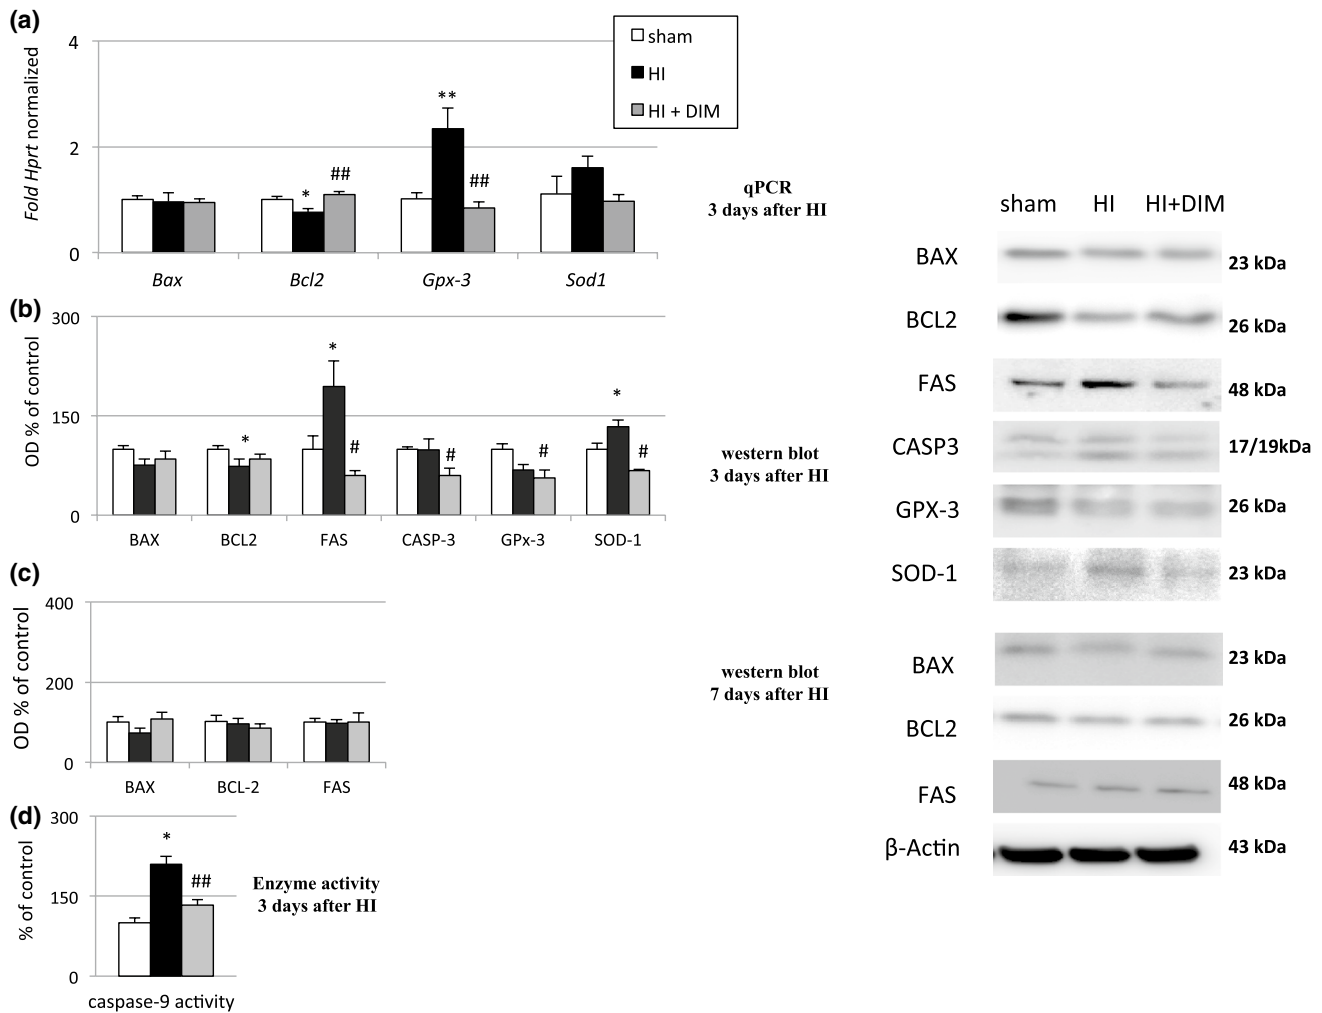 (a)
Fold Hprt normalized
4
2
0
sham
HI
HI + DIM
*
##
**
##
Bax Bcl2 Gpx-3 Sod1
qPCR
3 days after HI
(b)
OD % of control
300
150
0
*
*
#
#
#
*
#
BAX BCL2 FAS CASP-3 GPx-3 SOD-1
western blot
3 days after HI
(c)
OD % of control
400
200
0
BAX BCL-2 FAS
western blot
7 days after HI
(d)
% of control
300
150
0
*
##
caspase-9 activity
Enzyme activity
3 days after HI
sham HI HI+DIM
BAX 23 kDa
BCL2 26 kDa
FAS 48 kDa
CASP3 17/19kDa
GPX-3 26 kDa
SOD-1 23 kDa
BAX 23 kDa
BCL2 26 kDa
FAS 48 kDa
β-Actin 43 kDa